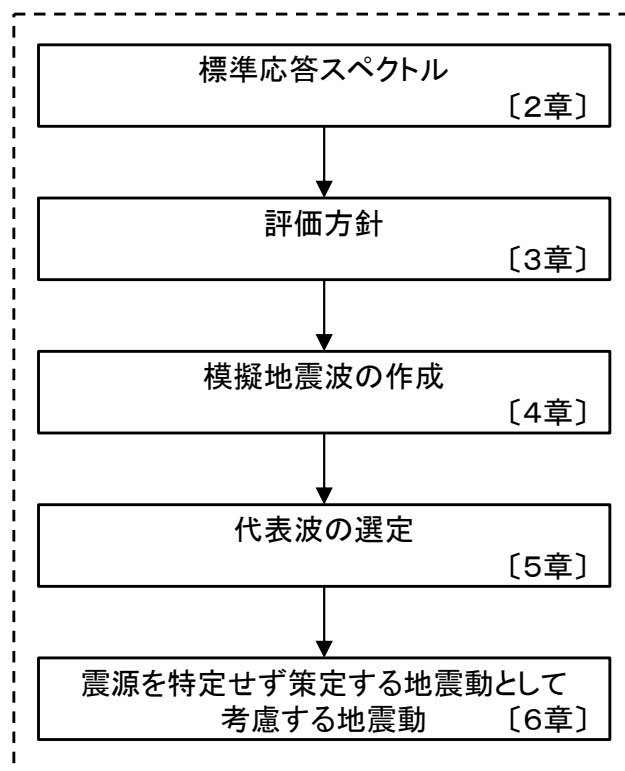 標準応答スペクトル
〔2章〕
評価方針
〔3章〕
模擬地震波の作成
〔4章〕
代表波の選定
〔5章〕
震源を特定せず策定する地震動として
考慮する地震動 〔6章〕